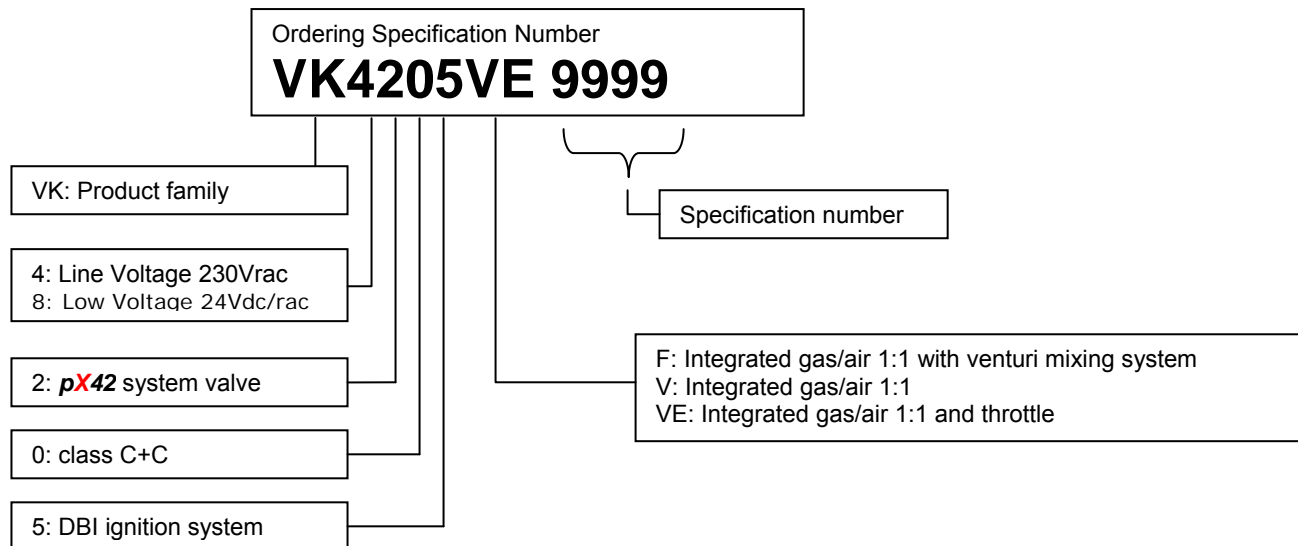 Ordering Specification Number
VK4205VE 9999
VK: Product family
Specification number
4: Line Voltage 230Vrac
8: Low Voltage 24Vdc/rac
F: Integrated gas/air 1:1 with venturi mixing system
V: Integrated gas/air 1:1
VE: Integrated gas/air 1:1 and throttle
2: pX42 system valve
0: class C+C
5: DBI ignition system